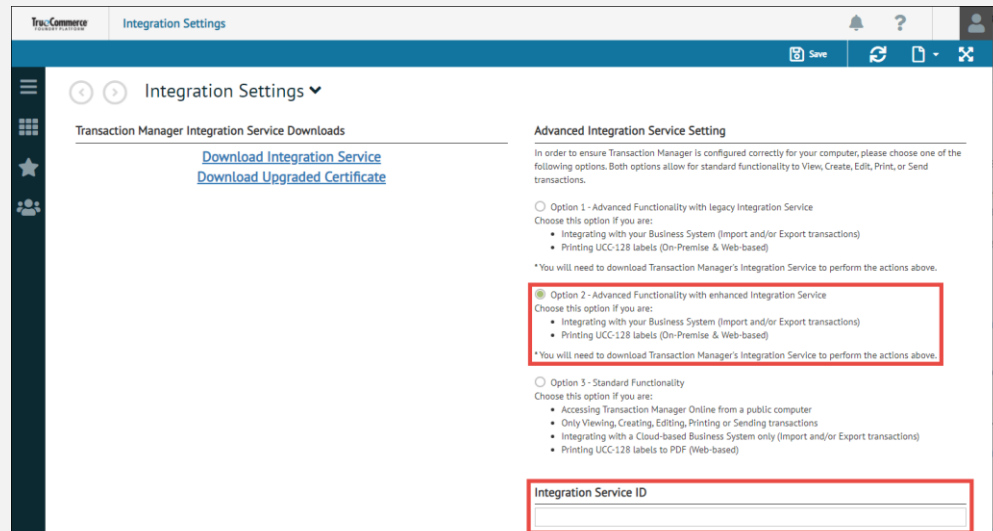 TrueCommerce
FOUNDRY PLATFORM
Integration Settings
Save
Integration Settings
Transaction Manager Integration Service Downloads
Download Integration Service
Download Upgraded Certificate
Advanced Integration Service Setting
In order to ensure Transaction Manager is configured correctly for your computer, please choose one of the
following options. Both options allow for standard functionality to View, Create, Edit, Print, or Send
transactions.
Option 1 - Advanced Functionality with legacy Integration Service
Choose this option if you are:
• Integrating with your Business System (Import and/or Export transactions)
• Printing UCC-128 labels (On-Premise & Web-based)
* You will need to download Transaction Manager's Integration Service to perform the actions above.
Option 2 - Advanced Functionality with enhanced Integration Service
Choose this option if you are:
• Integrating with your Business System (Import and/or Export transactions)
• Printing UCC-128 labels (On-Premise & Web-based)
* You will need to download Transaction Manager's Integration Service to perform the actions above.
Option 3 - Standard Functionality
Choose this option if you are:
• Accessing Transaction Manager Online from a public computer
• Only Viewing, Creating, Editing, Printing or Sending transactions
• Integrating with a Cloud-based Business System only (Import and/or Export transactions)
• Printing UCC-128 labels to PDF (Web-based)
Integration Service ID